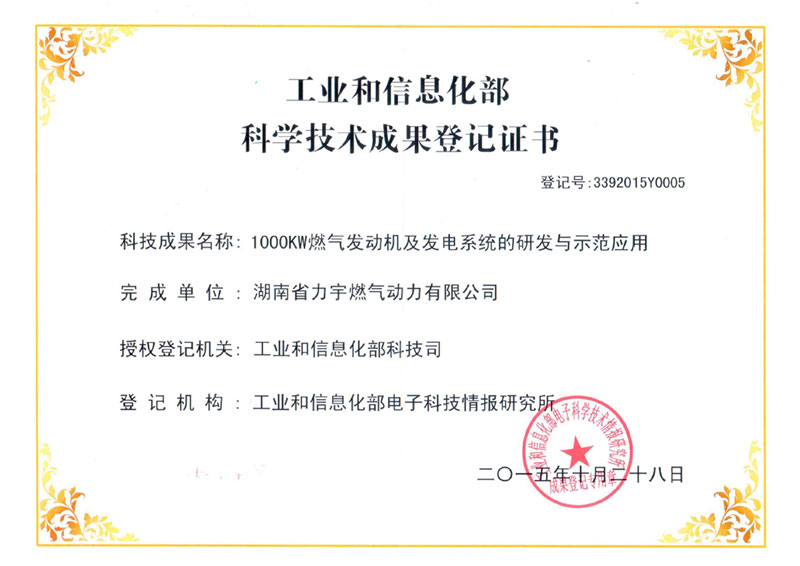 工业和信息化部
科学技术成果登记证书
登记号:3392015Y0005
科技成果名称: 1000KW燃气发动机及发电系统的研发与示范应用
完成单位: 湖南省力宇燃气动力有限公司
授权登记机关: 工业和信息化部科技司
登记机构: 工业和信息化部电子科技情报研究所
工业和信息化部电子科学技术情报研究所
成果登记专用章
二〇一五年十月二十八日